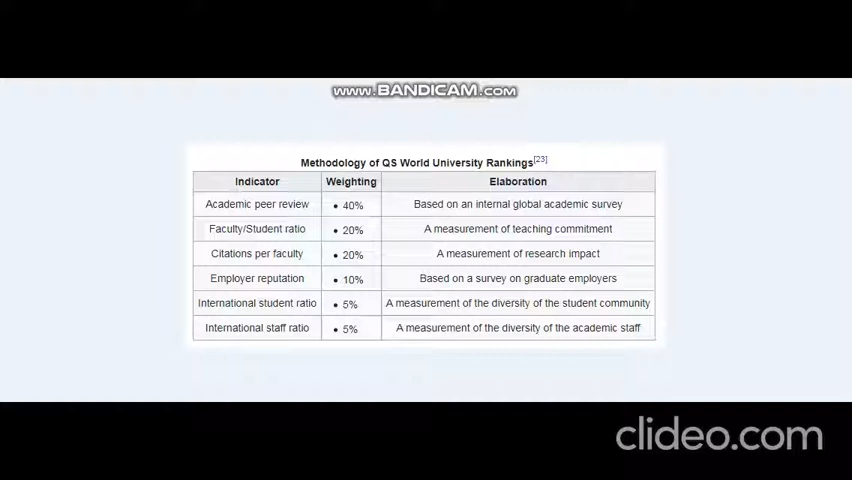 www.BANDICAM.com
Methodology of QS World University Rankings[23]
Indicator Weighting Elaboration
Academic peer review • 40% Based on an internal global academic survey
Faculty/Student ratio • 20% A measurement of teaching commitment
Citations per faculty • 20% A measurement of research impact
Employer reputation • 10% Based on a survey on graduate employers
International student ratio • 5% A measurement of the diversity of the student community
International staff ratio • 5% A measurement of the diversity of the academic staff
clideo.com